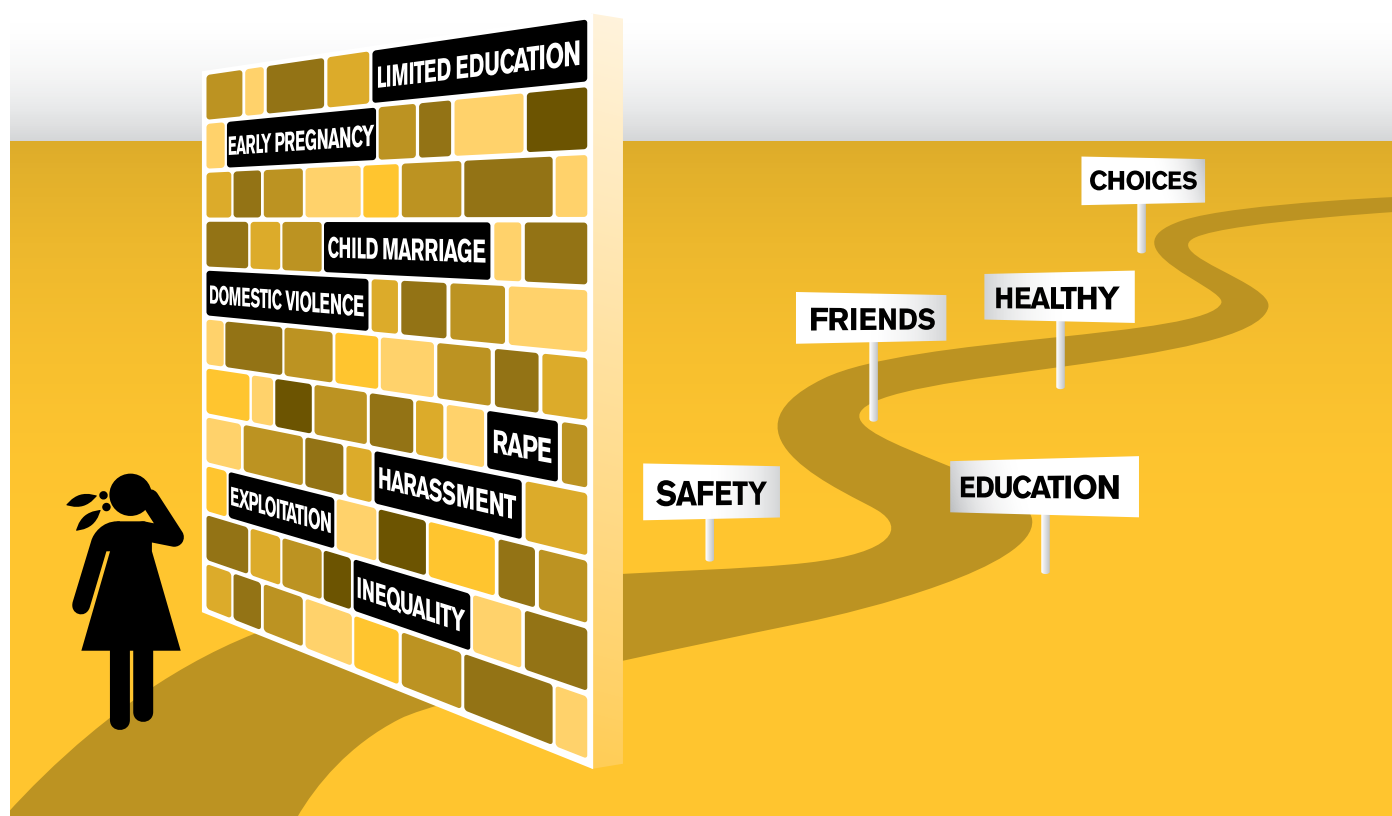 LIMITED EDUCATION
EARLY PREGNANCY
CHILD MARRIAGE
DOMESTIC VIOLENCE
RAPE
HARASSMENT
EXPLOITATION
INEQUALITY
CHOICES
HEALTHY
FRIENDS
SAFETY
EDUCATION